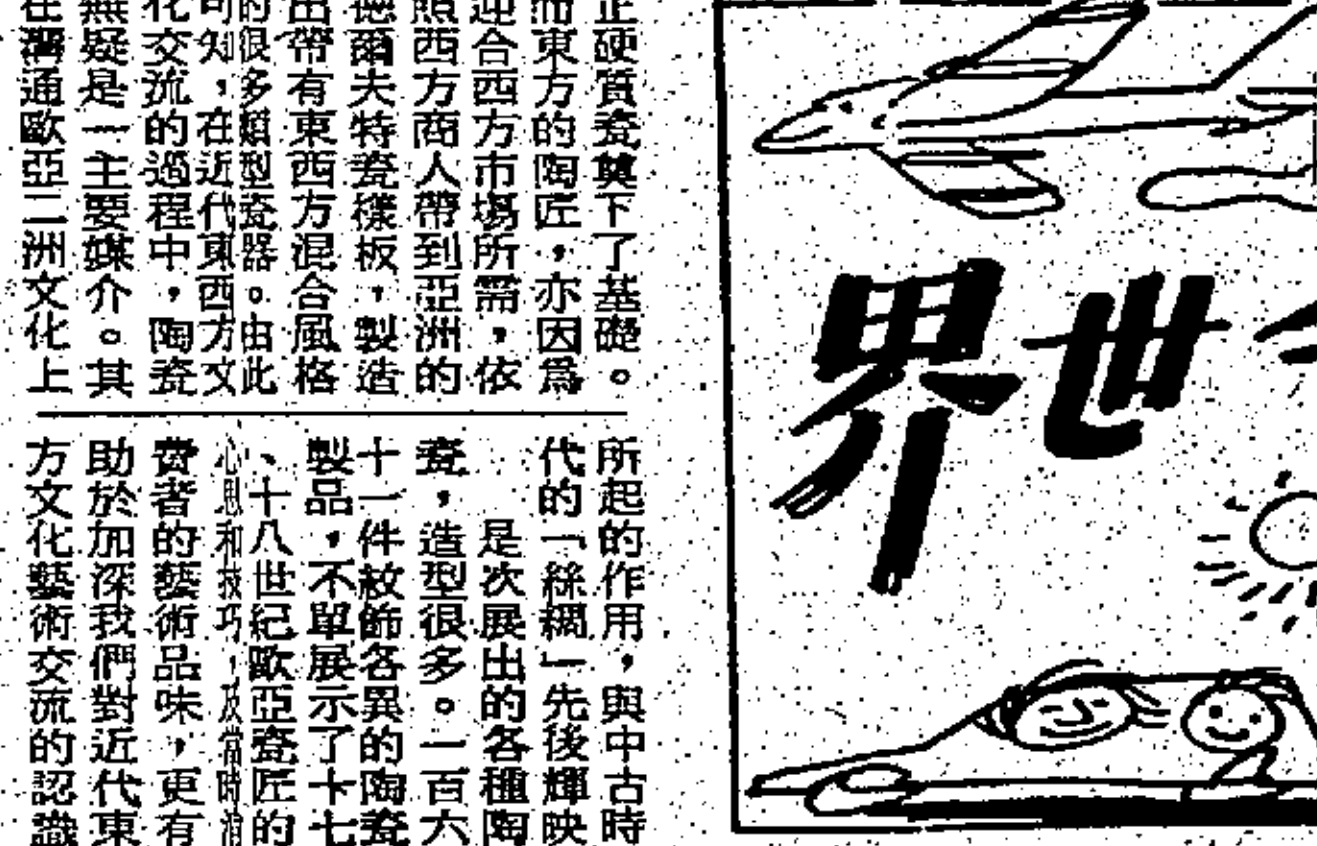 正硬質瓷奠下了基礎。
而東方的陶匠，亦因爲
迎合西方市場所需，依
照西方商人帶到亞洲的
德爾夫特瓷樣板，製造
出帶有東西方混合風格
的很多類型瓷器。由此
可知，在近代東西方文
化交流的過程中，陶瓷
無疑是一主要媒介。其
在溝通歐亞二洲文化上
所起的作用，與中古時
代的「絲綢」先後輝映
是次展出的各種陶
瓷，造型很多。一百六
十一件紋飾各異的陶瓷
製品，不單展示了十七
、十八世紀歐亞瓷匠的
心思和技巧，及當時消
費者的藝術品味，更有
助於加深我們對近代東
方文化藝術交流的認識
界世